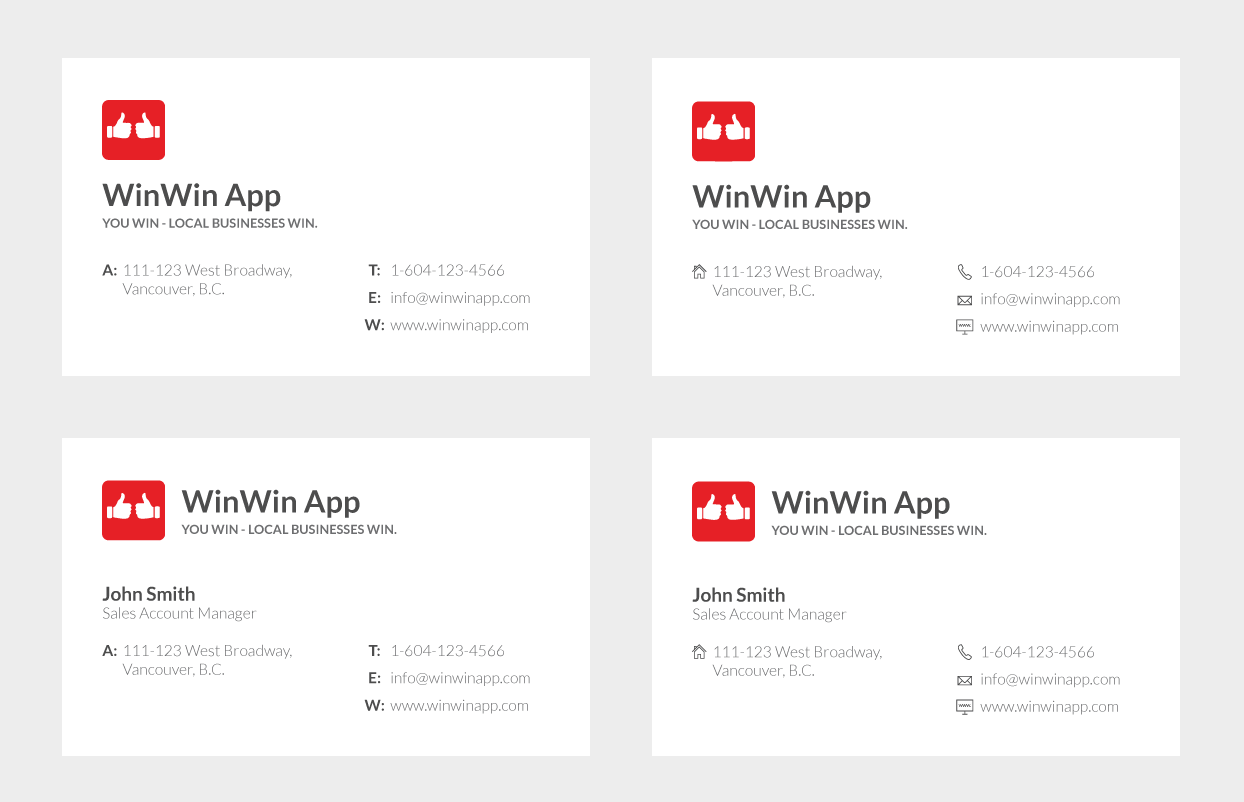 WinWin App
YOU WIN - LOCAL BUSINESSES WIN.
A: 111-123 West Broadway,
Vancouver, B.C.
T: 1-604-123-4566
E: info@winwinapp.com
W: www.winwinapp.com
WinWin App
YOU WIN - LOCAL BUSINESSES WIN.
111-123 West Broadway,
Vancouver, B.C.
1-604-123-4566
info@winwinapp.com
www.winwinapp.com
WinWin App
YOU WIN - LOCAL BUSINESSES WIN.
John Smith
Sales Account Manager
A: 111-123 West Broadway,
Vancouver, B.C.
T: 1-604-123-4566
E: info@winwinapp.com
W: www.winwinapp.com
WinWin App
YOU WIN - LOCAL BUSINESSES WIN.
John Smith
Sales Account Manager
111-123 West Broadway,
Vancouver, B.C.
1-604-123-4566
info@winwinapp.com
www.winwinapp.com